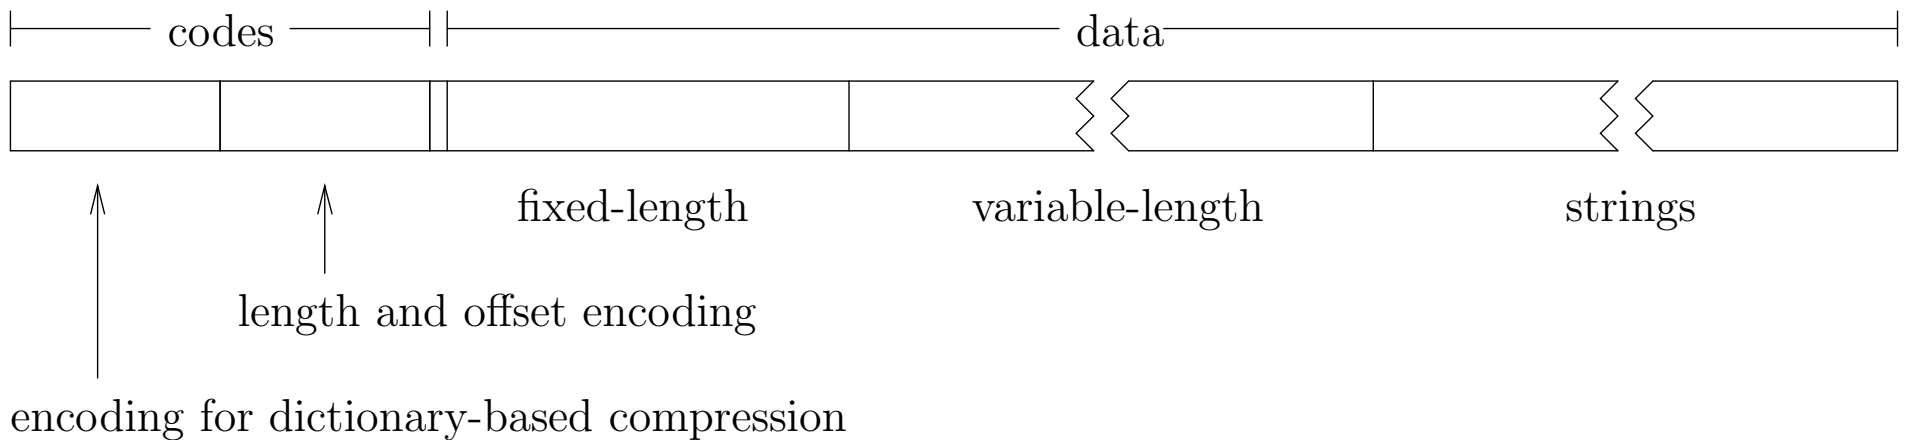 codes data
fixed-length variable-length strings
length and offset encoding
encoding for dictionary-based compression